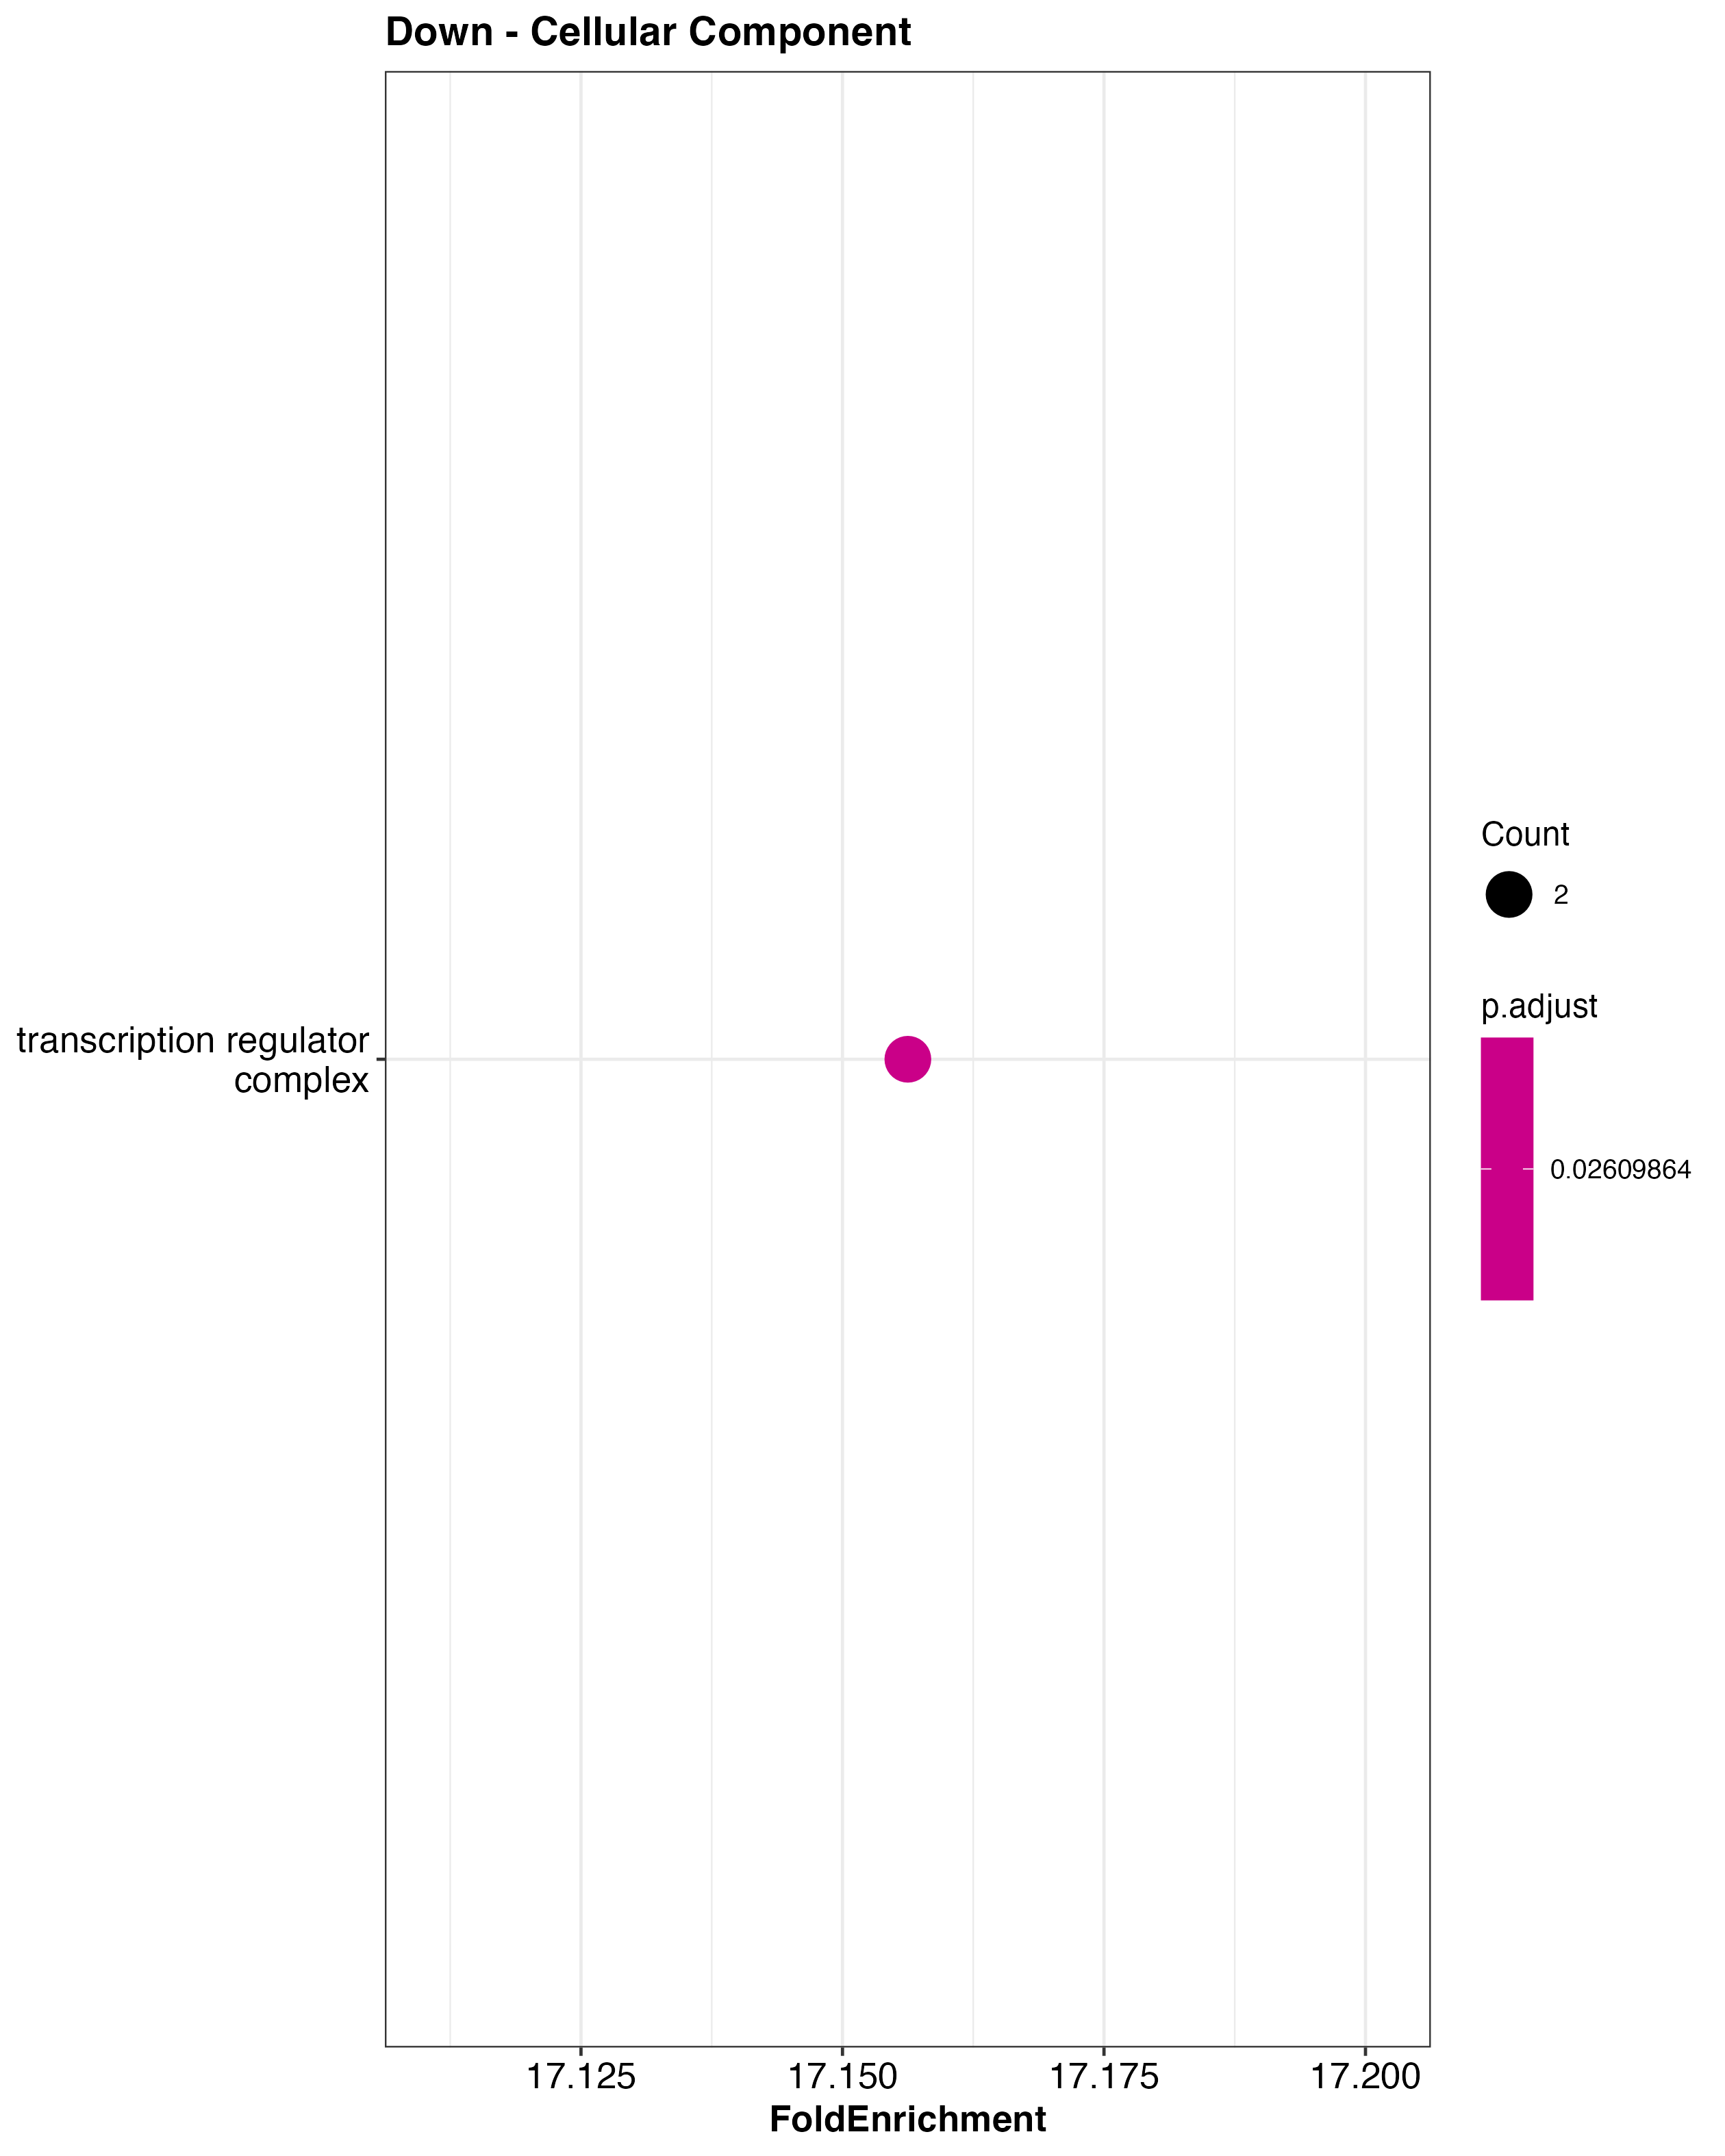 Down - Cellular Component
transcription regulator
complex
Count
2
p.adjust
0.02609864
17.125
17.150
17.175
17.200
FoldEnrichment